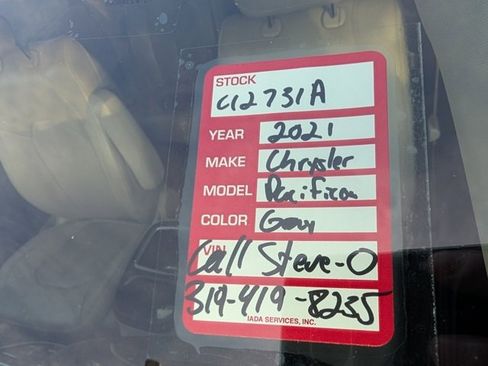 STOCK
C12731A
YEAR 2021
MAKE Chrysler
MODEL Pacifica
COLOR Gray
VIN
Call Steve-O
319-419-8235
IADA SERVICES, INC.